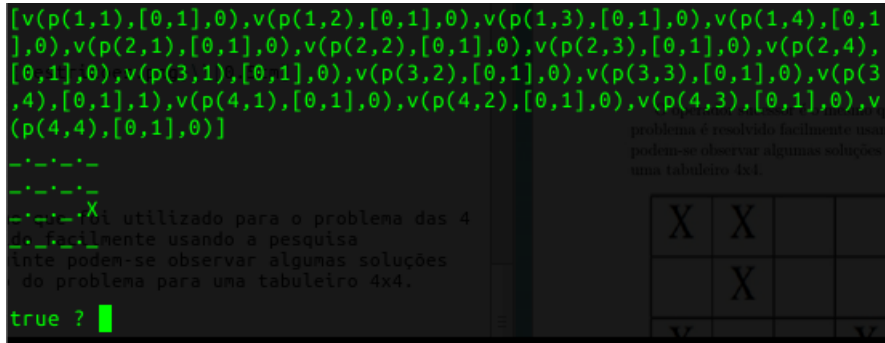 [v(p(1,1),[0,1],0),v(p(1,2),[0,1],0),v(p(1,3),[0,1],0),v(p(1,4),[0,1
],0),v(p(2,1),[0,1],0),v(p(2,2),[0,1],0),v(p(2,3),[0,1],0),v(p(2,4),
[0,1],0),v(p(3,1),[0,1],0),v(p(3,2),[0,1],0),v(p(3,3),[0,1],0),v(p(3
,4),[0,1],1),v(p(4,1),[0,1],0),v(p(4,2),[0,1],0),v(p(4,3),[0,1],0),v
(p(4,4),[0,1],0)]
_._._._
_._._._
_._._.X
_._._._
true ?
que foi utilizado para o problema das 4
facilmente usando a pesquisa
podem-se observar algumas soluções
do problema para uma tabuleiro 4x4.
problema é resolvido facilmente
podem-se observar algumas soluções
uma tabuleiro 4x4.
X X
X